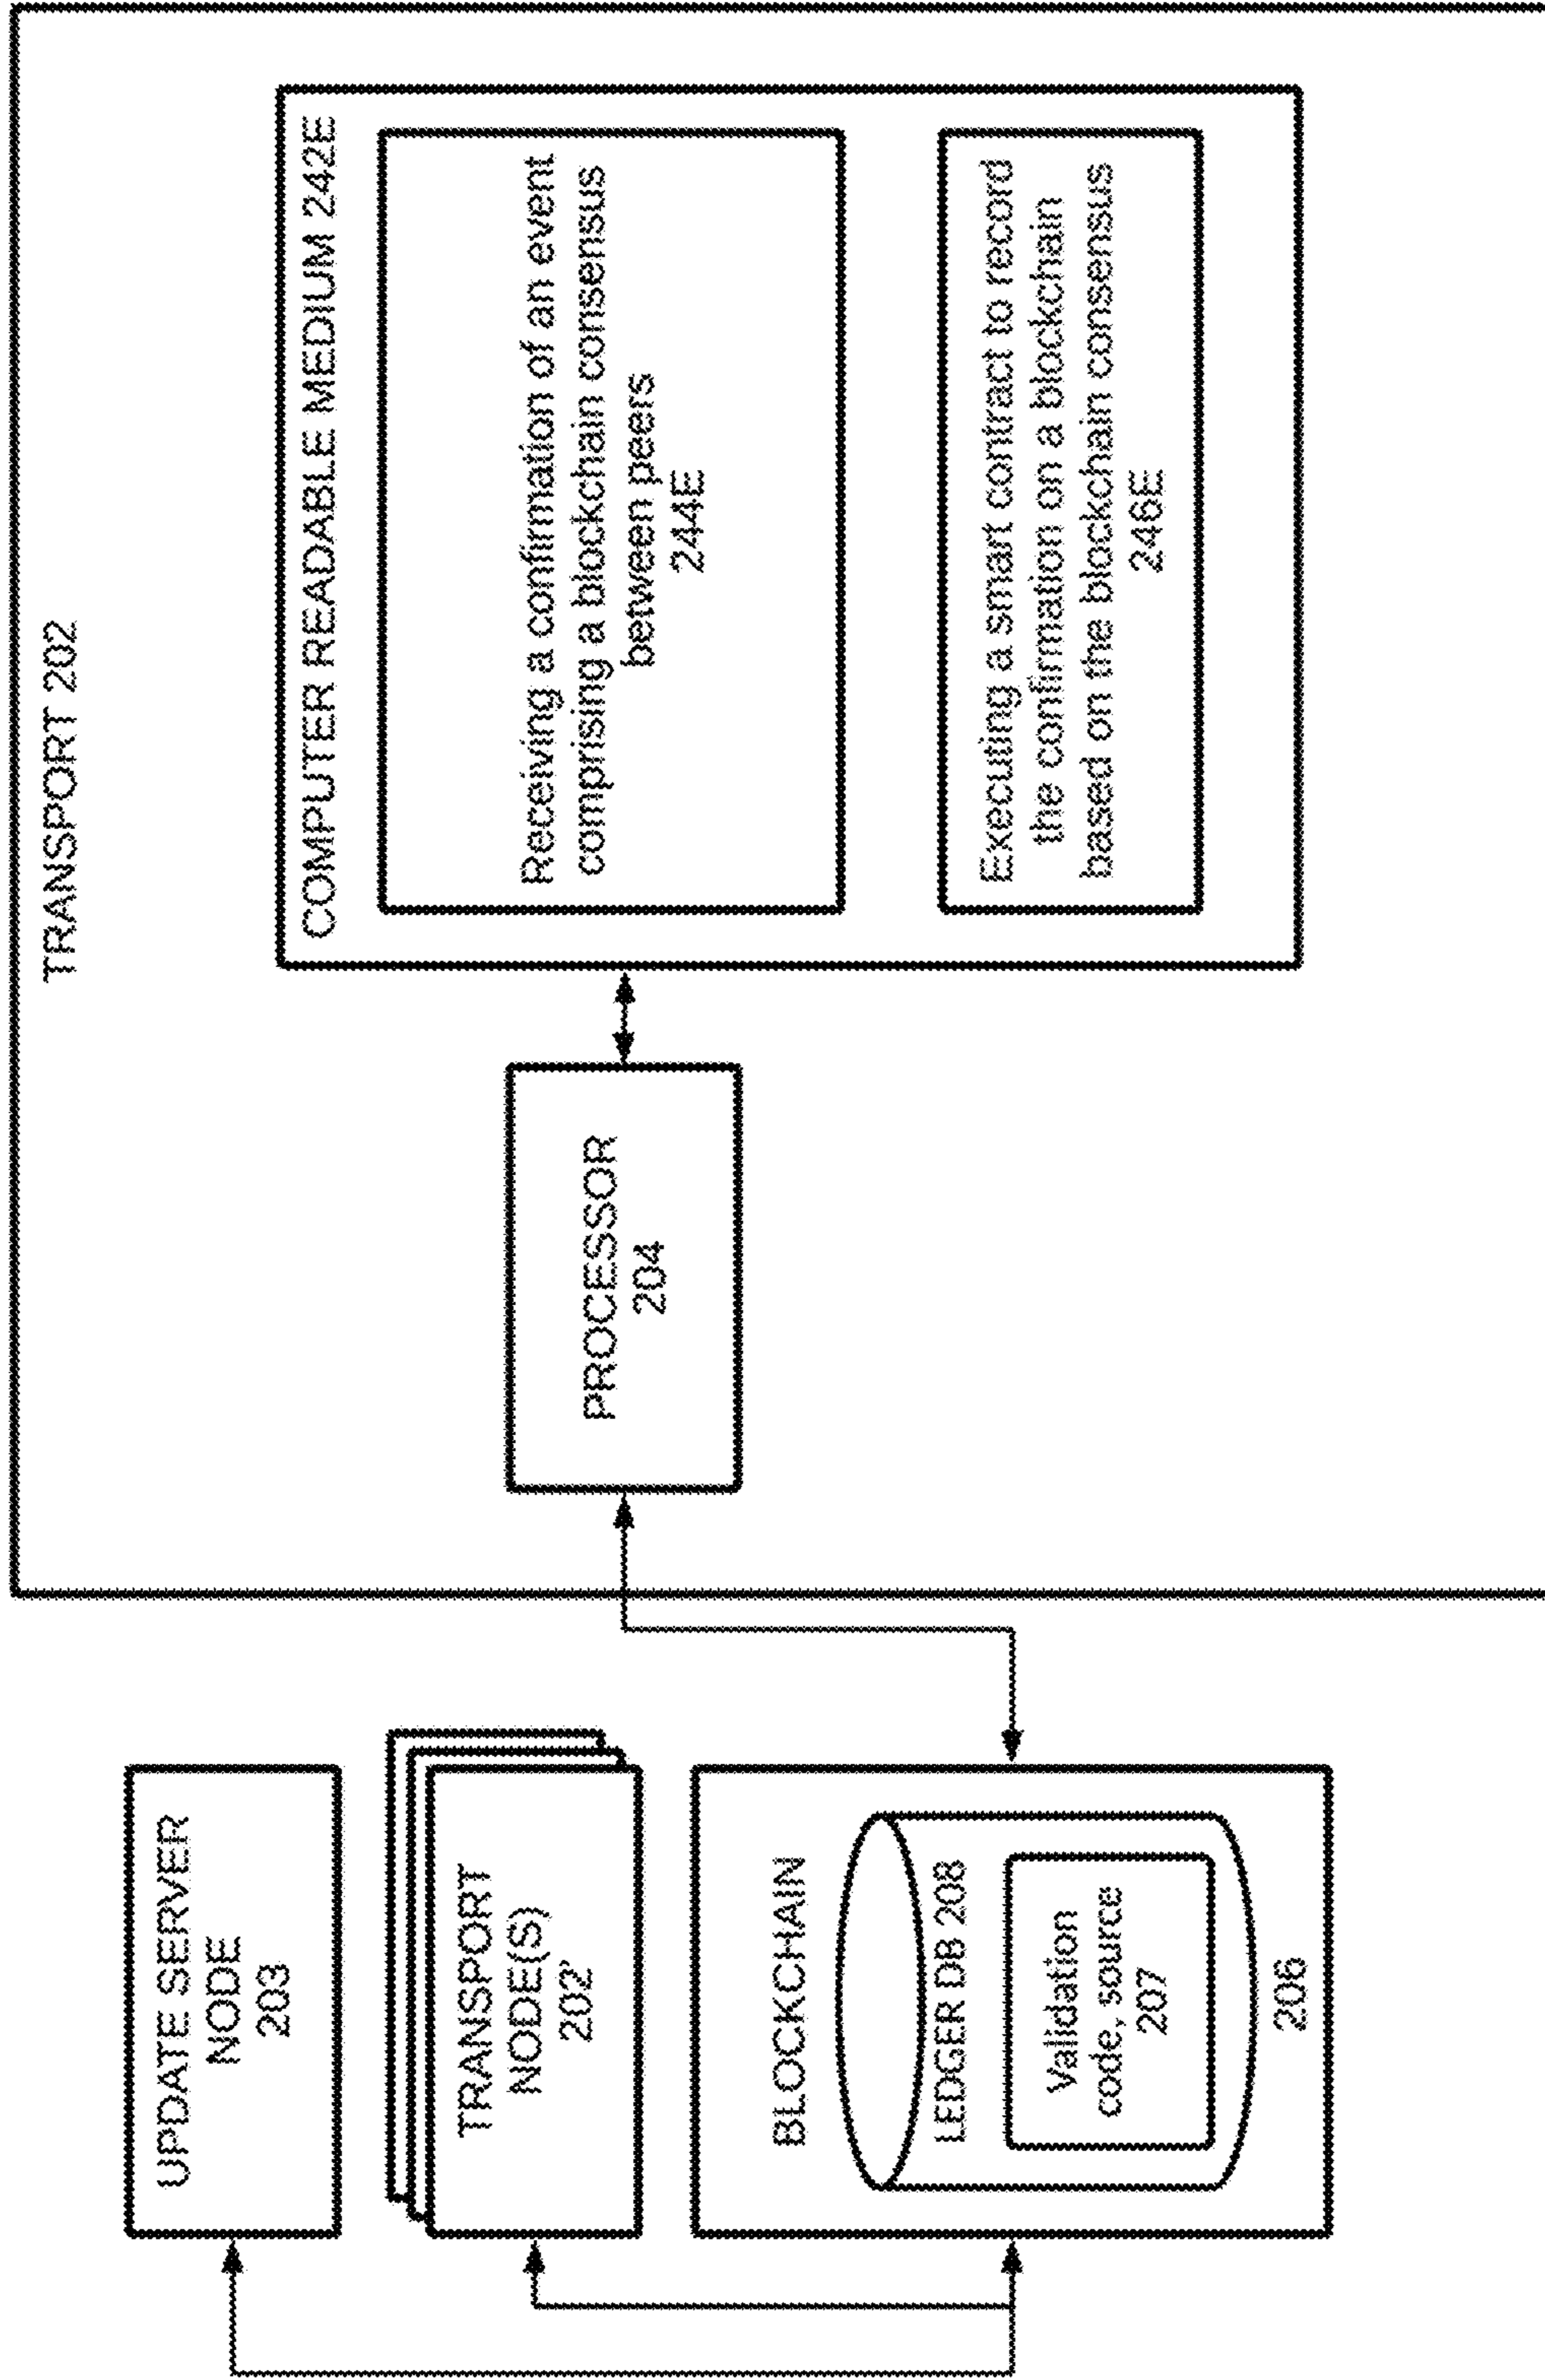 UPDATE SERVER
NODE
203
TRANSPORT
NODE(S)
202'
BLOCKCHAIN
LEDGER DB 208
Validation
code, source
207
206
TRANSPORT 202
PROCESSOR
204
COMPUTER READABLE MEDIUM 242E
Receiving a confirmation of an event
comprising a blockchain consensus
between peers
244E
Executing a smart contract to record
the confirmation on a blockchain
based on the blockchain consensus
246E